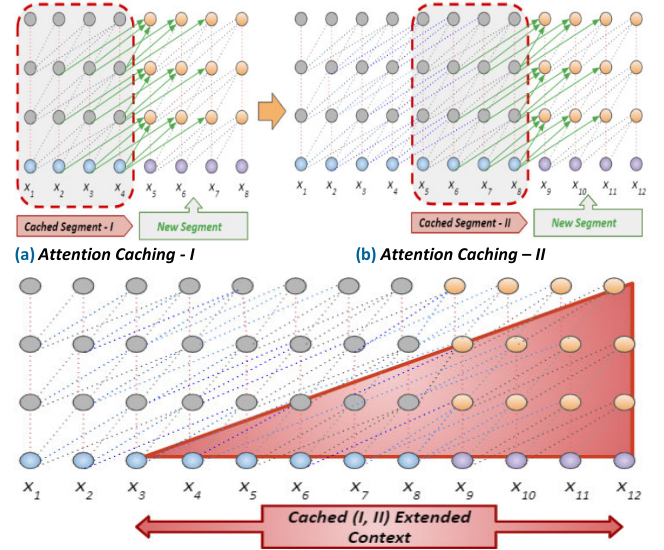 x1 x2 x3 x4 x5 x6 x7 x8
x1 x2 x3 x4 x5 x6 x7 x8 x9 x10 x11 x12
Cached Segment - I
New Segment
Cached Segment - II
New Segment
(a) Attention Caching - I
(b) Attention Caching – II
x1 x2 x3 x4 x5 x6 x7 x8 x9 x10 x11 x12
Cached (I, II) Extended
Context